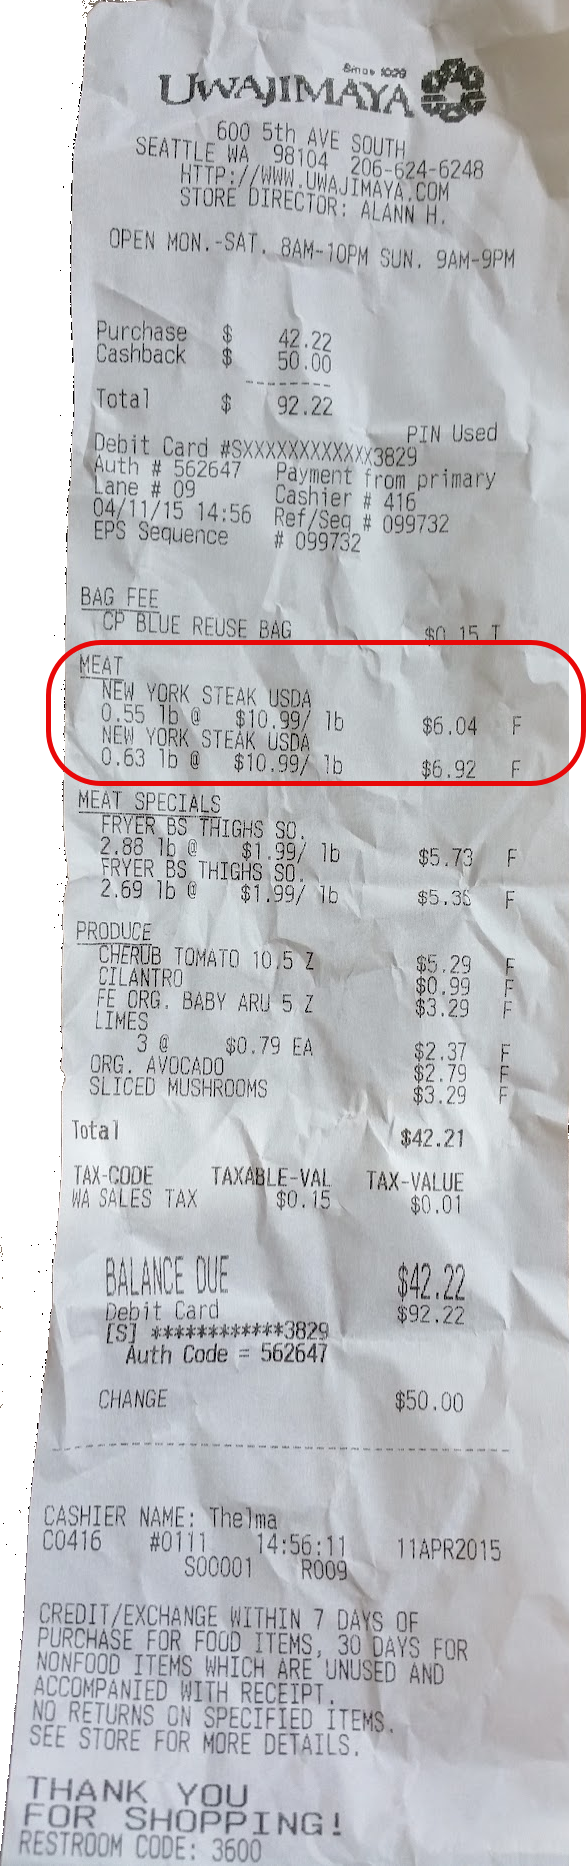 Since 1928
UWAJIMAYA
600 5th AVE SOUTH
SEATTLE WA 98104 206-624-6248
HTTP://WWW.UWAJIMAYA.COM
STORE DIRECTOR: ALANN H.
OPEN MON.-SAT. 8AM-10PM SUN. 9AM-9PM
Purchase $ 42.22
Cashback $ 50.00
----------
Total $ 92.22
PIN Used
Debit Card #SXXXXXXXXXXXX3829
Auth # 562647 Payment from primary
Lane # 09 Cashier # 416
04/11/15 14:56 Ref/Seq # 099732
EPS Sequence # 099732
BAG FEE
CP BLUE REUSE BAG $0.15 T
MEAT
NEW YORK STEAK USDA
0.55 lb @ $10.99/ lb $6.04 F
NEW YORK STEAK USDA
0.63 lb @ $10.99/ lb $6.92 F
MEAT SPECIALS
FRYER BS THIGHS SO.
2.88 lb @ $1.99/ lb $5.73 F
FRYER BS THIGHS SO.
2.69 lb @ $1.99/ lb $5.35 F
PRODUCE
CHERUB TOMATO 10.5 Z $5.29 F
CILANTRO $0.99 F
FE ORG. BABY ARU 5 Z $3.29 F
LIMES
3 @ $0.79 EA $2.37 F
ORG. AVOCADO $2.79 F
SLICED MUSHROOMS $3.29 F
Total $42.21
TAX-CODE TAXABLE-VAL TAX-VALUE
WA SALES TAX $0.15 $0.01
BALANCE DUE $42.22
Debit Card $92.22
[S] ************3829
Auth Code = 562647
CHANGE $50.00
CASHIER NAME: Thelma
C0416 #0111 14:56:11 11APR2015
S00001 R009
CREDIT/EXCHANGE WITHIN 7 DAYS OF
PURCHASE FOR FOOD ITEMS, 30 DAYS FOR
NONFOOD ITEMS WHICH ARE UNUSED AND
ACCOMPANIED WITH RECEIPT.
NO RETURNS ON SPECIFIED ITEMS.
SEE STORE FOR MORE DETAILS.
THANK YOU
FOR SHOPPING!
RESTROOM CODE: 3600